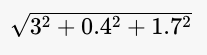 √3² + 0.4² + 1.7²